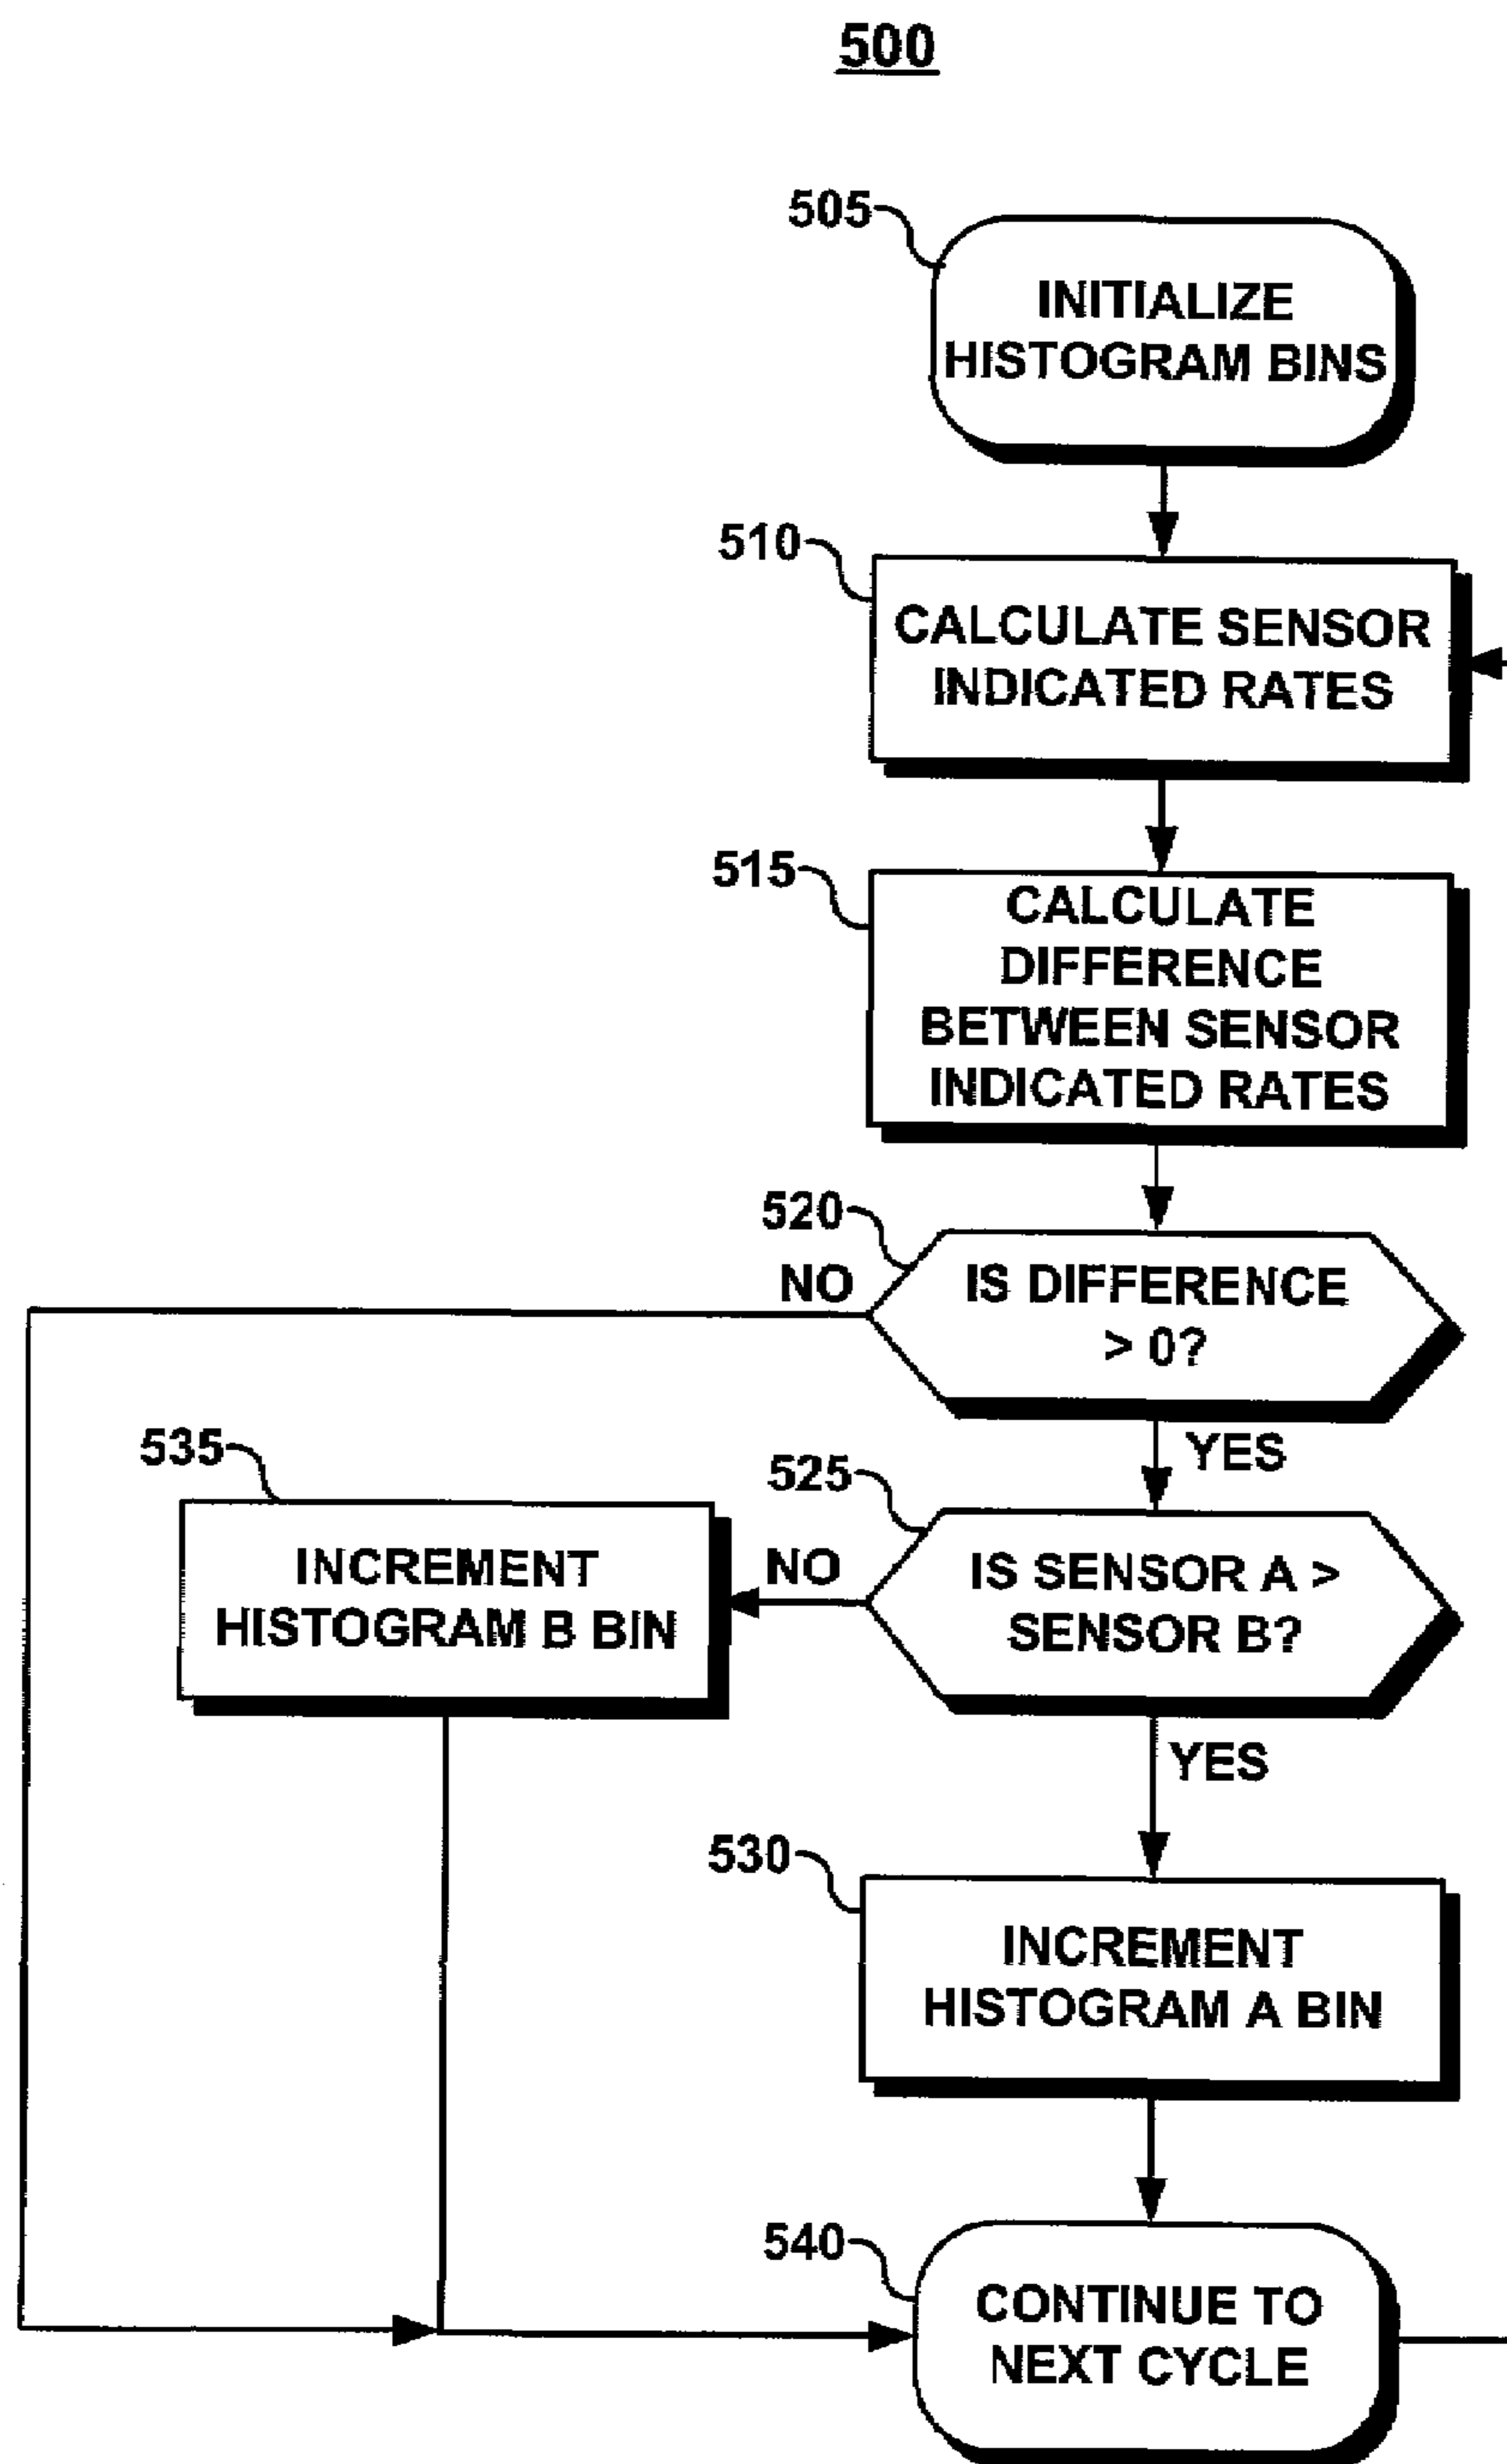 500
505
INITIALIZE
HISTOGRAM BINS
510
CALCULATE SENSOR
INDICATED RATES
515
CALCULATE
DIFFERENCE
BETWEEN SENSOR
INDICATED RATES
520
NO
IS DIFFERENCE
> 0?
YES
535
INCREMENT
HISTOGRAM B BIN
NO
525
IS SENSOR A >
SENSOR B?
YES
530
INCREMENT
HISTOGRAM A BIN
540
CONTINUE TO
NEXT CYCLE